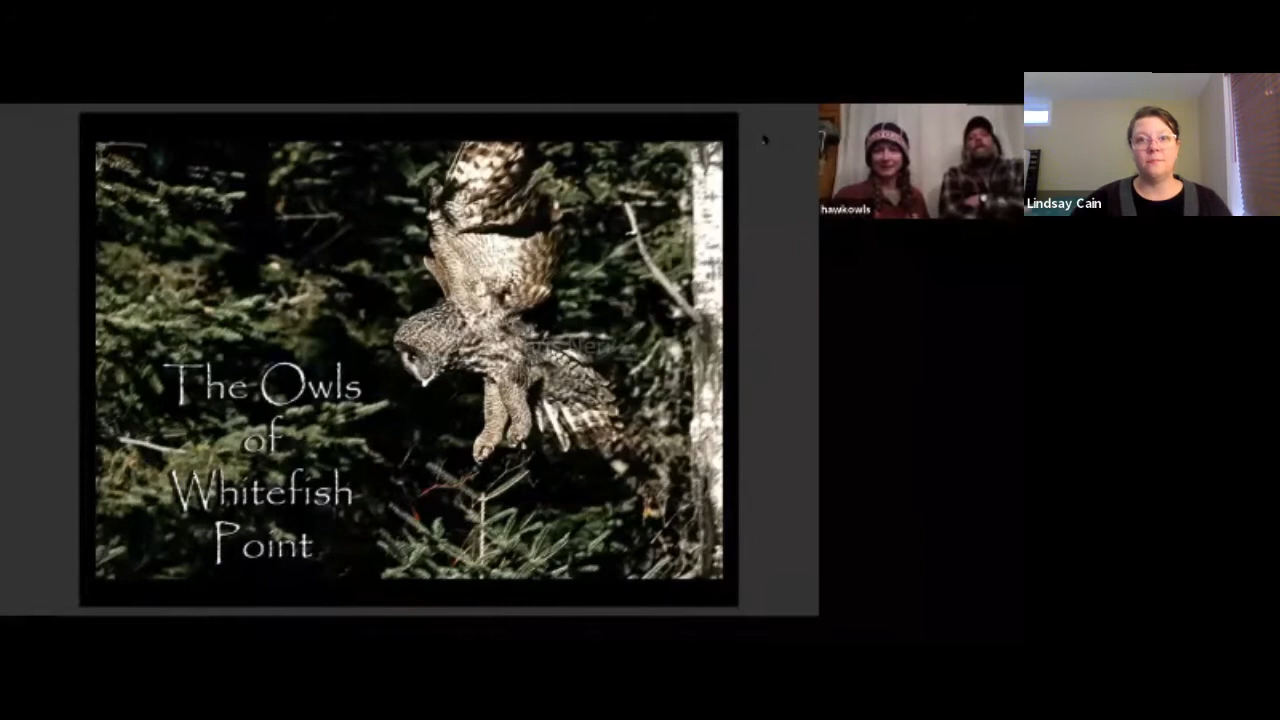 The Owls
of
Whitefish
Point
hawkowls
Lindsay Cain